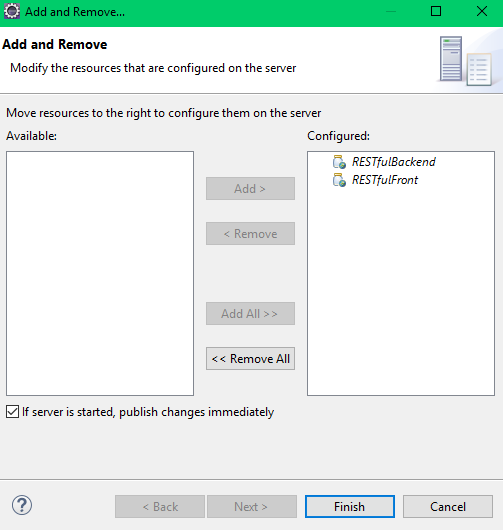 Add and Remove...
Add and Remove
Modify the resources that are configured on the server
Move resources to the right to configure them on the server
Available:
Configured:
RESTfulBackend
RESTfulFront
Add >
< Remove
Add All >>
<< Remove All
If server is started, publish changes immediately
?
< Back
Next >
Finish
Cancel